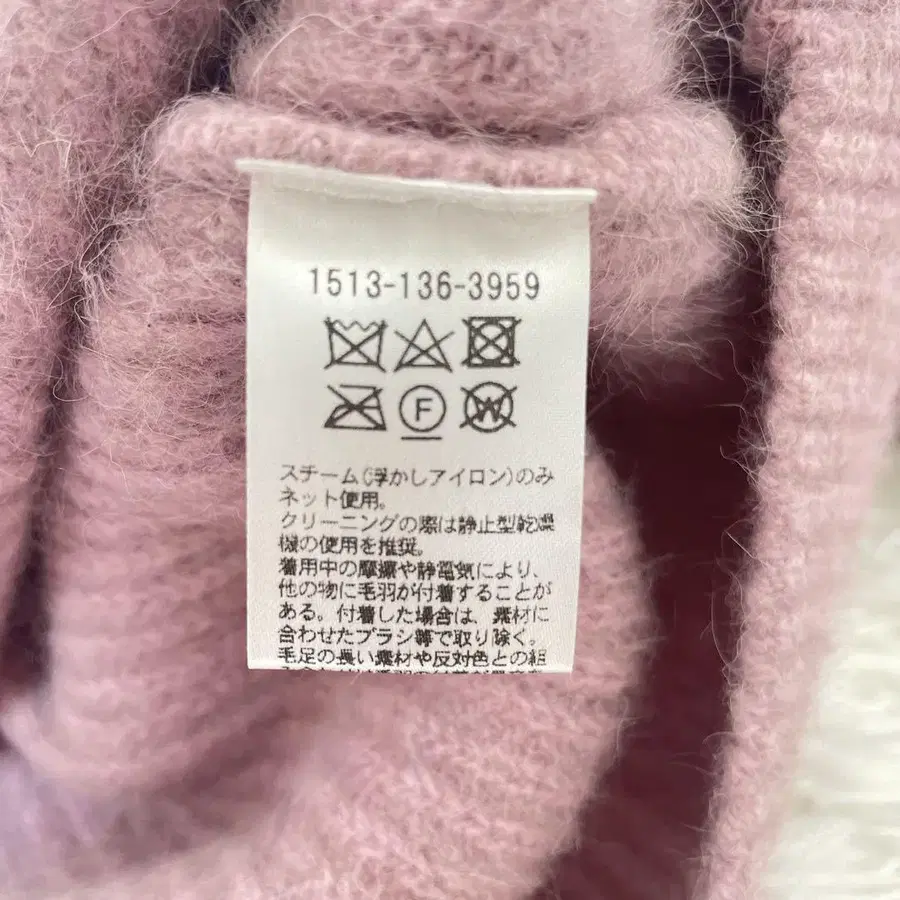 1513-136-3959
F
W
スチーム(浮かしアイロン)のみ
ネット使用。
クリーニングの際は静止型乾燥
機の使用を推奨。
着用中の摩擦や静電気により、
他の物に毛羽が付着することが
ある。付着した場合は、素材に
合わせたブラシ等で取り除く。
毛足の長い素材や反対色との組